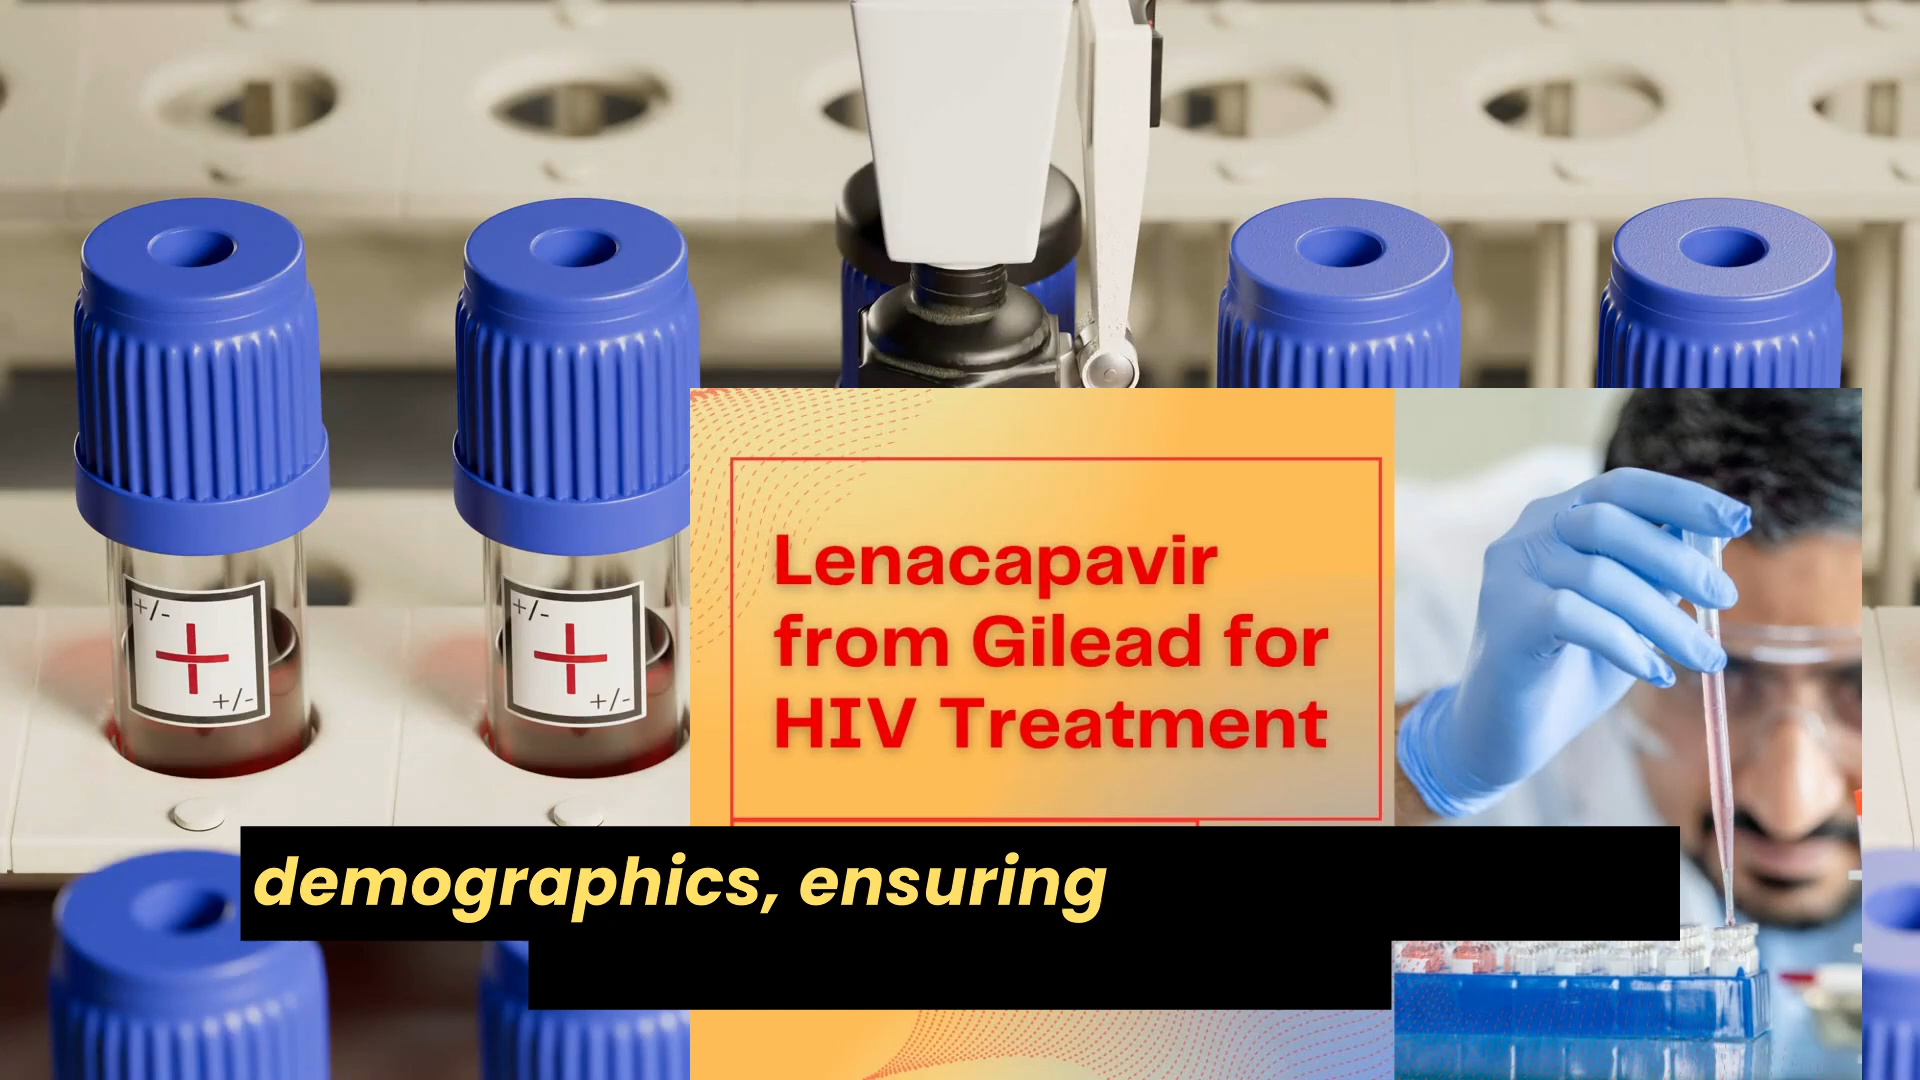 +/-
+/-
+/-
+/-
Lenacapavir
from Gilead for
HIV Treatment
demographics, ensuring